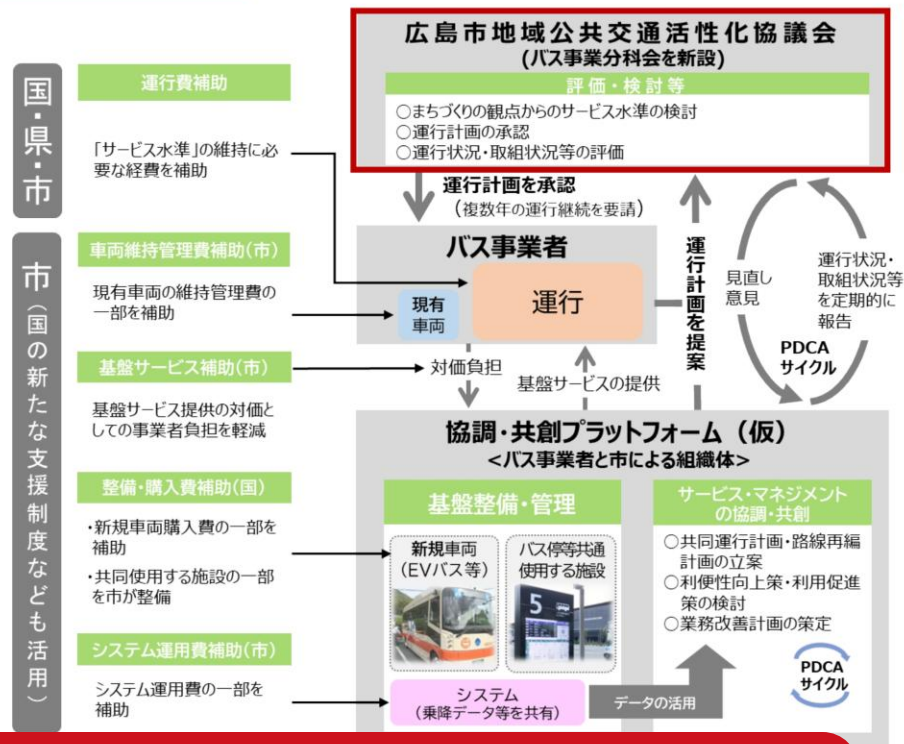 広島市地域公共交通活性化協議会
(バス事業分科会を新設)
評価・検討等
○まちづくりの観点からのサービス水準の検討
○運行計画の承認
○運行状況・取組状況等の評価
国・県・市
運行費補助
「サービス水準」の維持に必
要な経費を補助
運行計画を承認
(複数年の運行継続を要請)
運行計画を提案
見直し
意見
運行状況・
取組状況等
を定期的に
報告
PDCA
サイクル
バス事業者
現有
車両
運行
市(国の新たな支援制度なども活用)
車両維持管理費補助(市)
現有車両の維持管理費の
一部を補助
基盤サービス補助(市)
基盤サービス提供の対価と
しての事業者負担を軽減
対価負担
基盤サービスの提供
整備・購入費補助(国)
・新規車両購入費の一部を
補助
・共同使用する施設の一部
を市が整備
システム運用費補助(市)
システム運用費の一部を
補助
協調・共創プラットフォーム(仮)
<バス事業者と市による組織体>
基盤整備・管理
新規車両
(EVバス等)
バス停等共通
使用する施設
5
システム
(乗降データ等を共有)
データの活用
サービス・マネジメント
の協調・共創
○共同運行計画・路線再編
計画の立案
○利便性向上策・利用促進
策の検討
○業務改善計画の策定
PDCA
サイクル